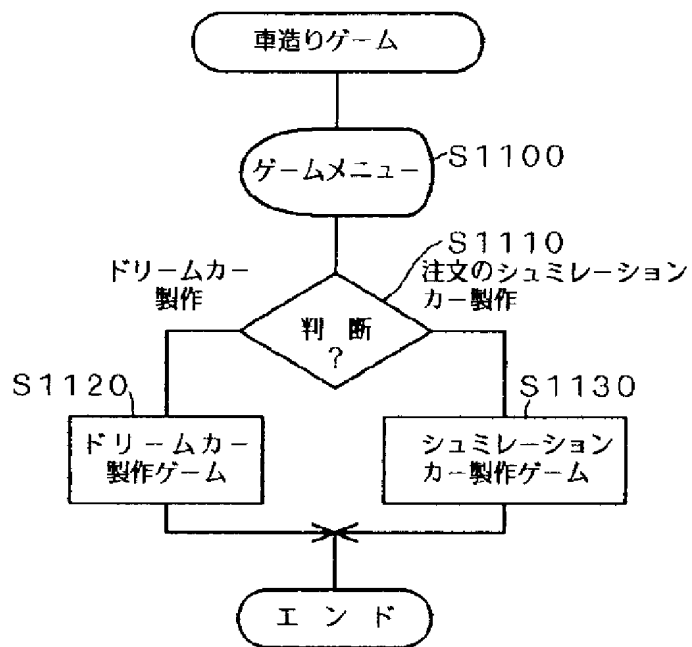 車造りゲーム
ゲームメニュー
S1100
S1110
ドリームカー
製作
注文のシュミレーション
カー製作
判 断
?
S1120
S1130
ドリームカー
製作ゲーム
シュミレーション
カー製作ゲーム
エ ン ド